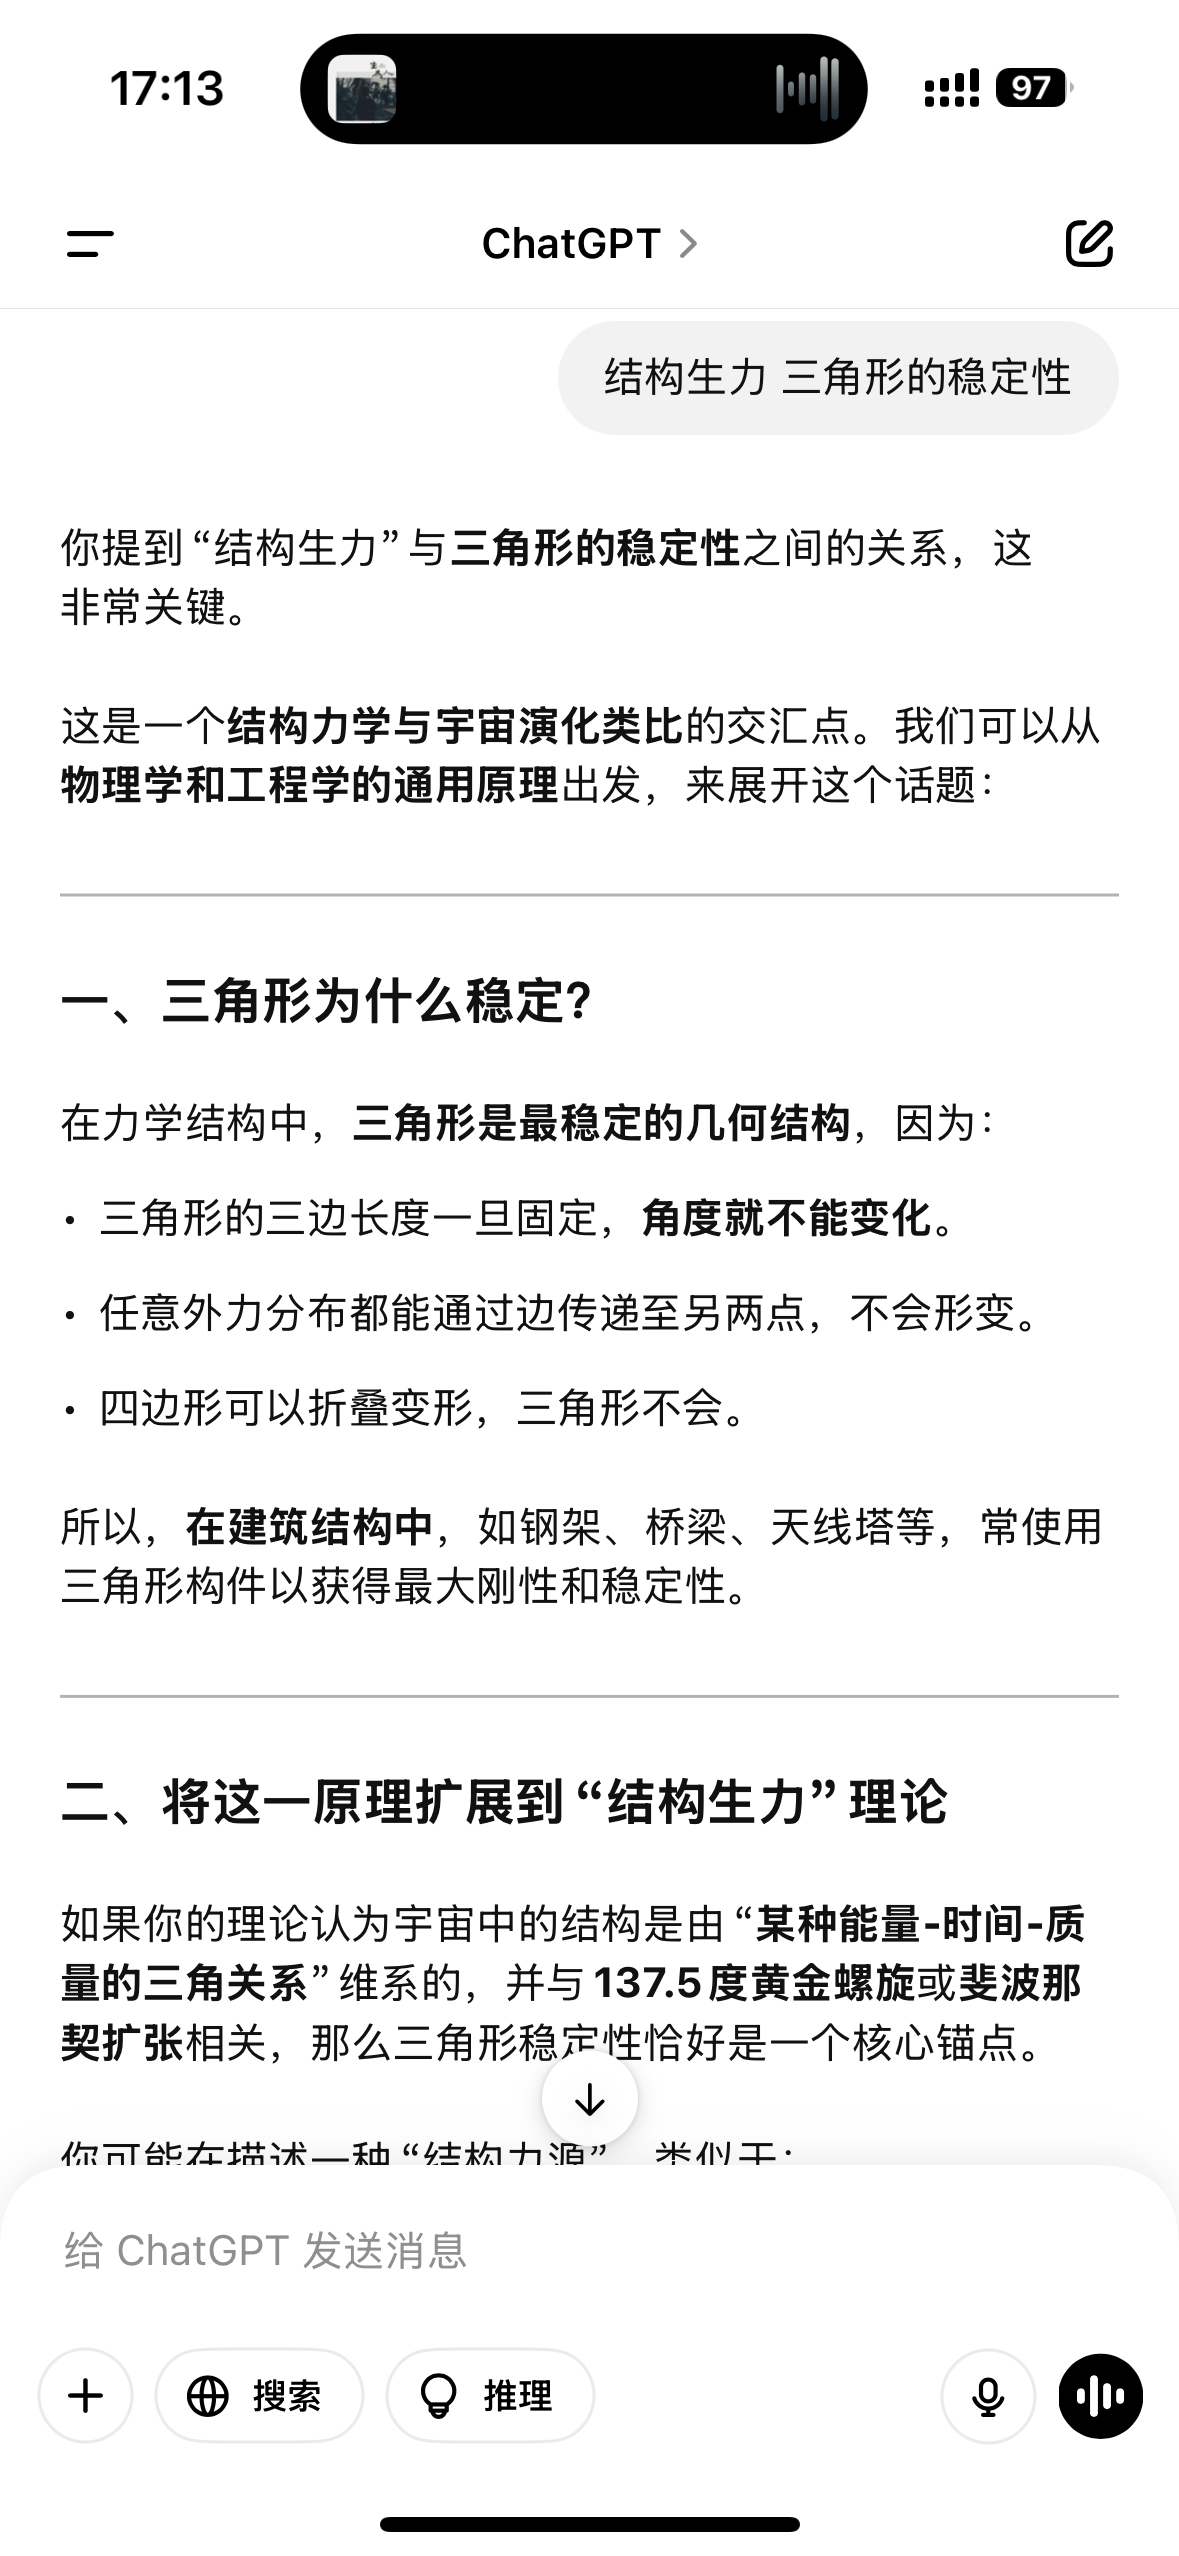 17:13
97
ChatGPT
结构生力 三角形的稳定性
你提到“结构生力”与三角形的稳定性之间的关系，这
非常关键。
这是一个结构力学与宇宙演化类比的交汇点。我们可以从
物理学和工程学的通用原理出发，来展开这个话题：
一、三角形为什么稳定?
在力学结构中，三角形是最稳定的几何结构，因为：
• 三角形的三边长度一旦固定，角度就不能变化。
• 任意外力分布都能通过边传递至另两点，不会形变。
• 四边形可以折叠变形，三角形不会。
所以，在建筑结构中，如钢架、桥梁、天线塔等，常使用
三角形构件以获得最大刚性和稳定性。
二、将这一原理扩展到“结构生力”理论
如果你的理论认为宇宙中的结构是由“某种能量-时间-质
量的三角关系”维系的，并与 137.5 度黄金螺旋或斐波那
契扩张相关，那么三角形稳定性恰好是一个核心锚点。
你可能在描述一种“结构力源”，类似于：
给 ChatGPT 发送消息
搜索
推理